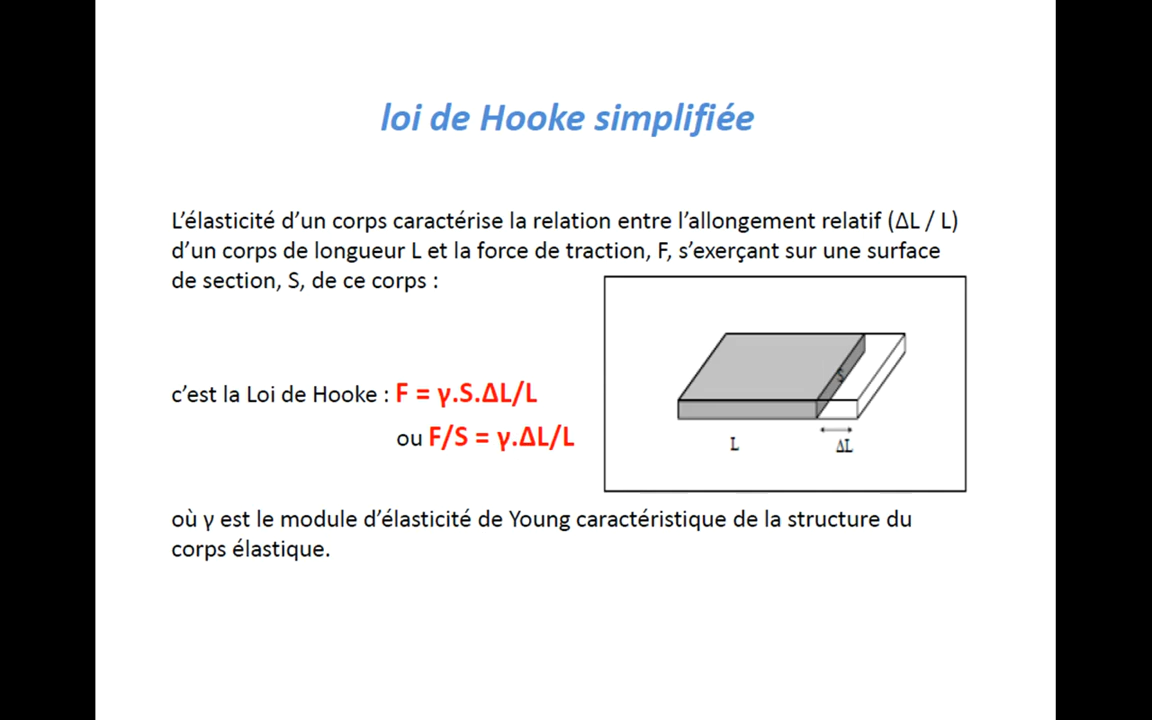 loi de Hooke simplifiée
L’élasticité d’un corps caractérise la relation entre l’allongement relatif (ΔL / L)
d’un corps de longueur L et la force de traction, F, s’exerçant sur une surface
de section, S, de ce corps :
c’est la Loi de Hooke : F = γ.S.ΔL/L
ou F/S = γ.ΔL/L
S
L
ΔL
où γ est le module d’élasticité de Young caractéristique de la structure du
corps élastique.